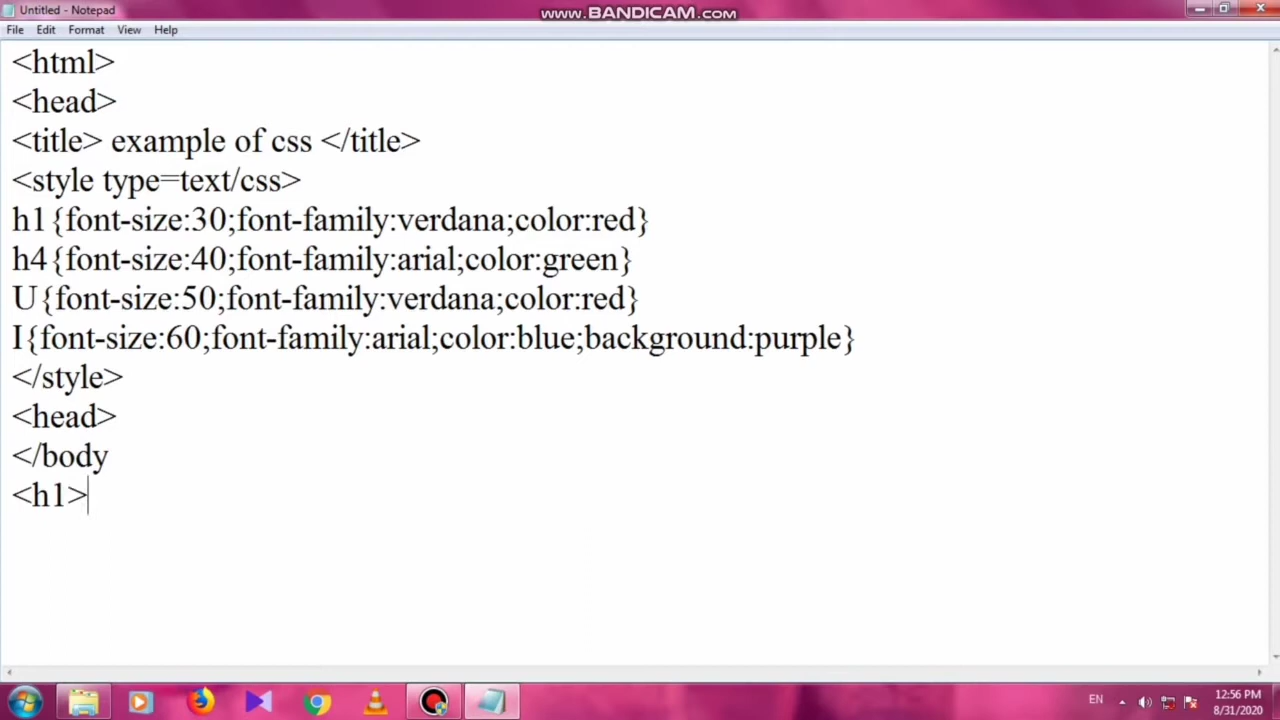 Untitled - Notepad
www.BANDICAM.com
File Edit Format View Help
<html>
<head>
<title> example of css </title>
<style type=text/css>
h1{font-size:30;font-family:verdana;color:red}
h4{font-size:40;font-family:arial;color:green}
U{font-size:50;font-family:verdana;color:red}
I{font-size:60;font-family:arial;color:blue;background:purple}
</style>
<head>
</body
<h1>
EN
12:56 PM
8/31/2020